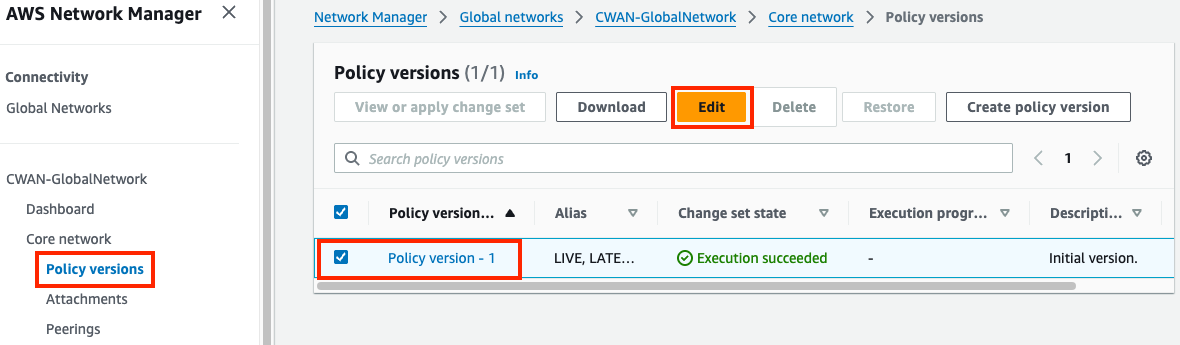 AWS Network Manager
Connectivity
Global Networks
CWAN-GlobalNetwork
Dashboard
Core network
Policy versions
Attachments
Peerings
Network Manager > Global networks > CWAN-GlobalNetwork > Core network > Policy versions
Policy versions (1/1) Info
View or apply change set Download Edit Delete Restore Create policy version
Search policy versions 1
Policy version... Alias Change set state Execution progr... Descripti...
Policy version - 1 LIVE, LATE... Execution succeeded - Initial version.